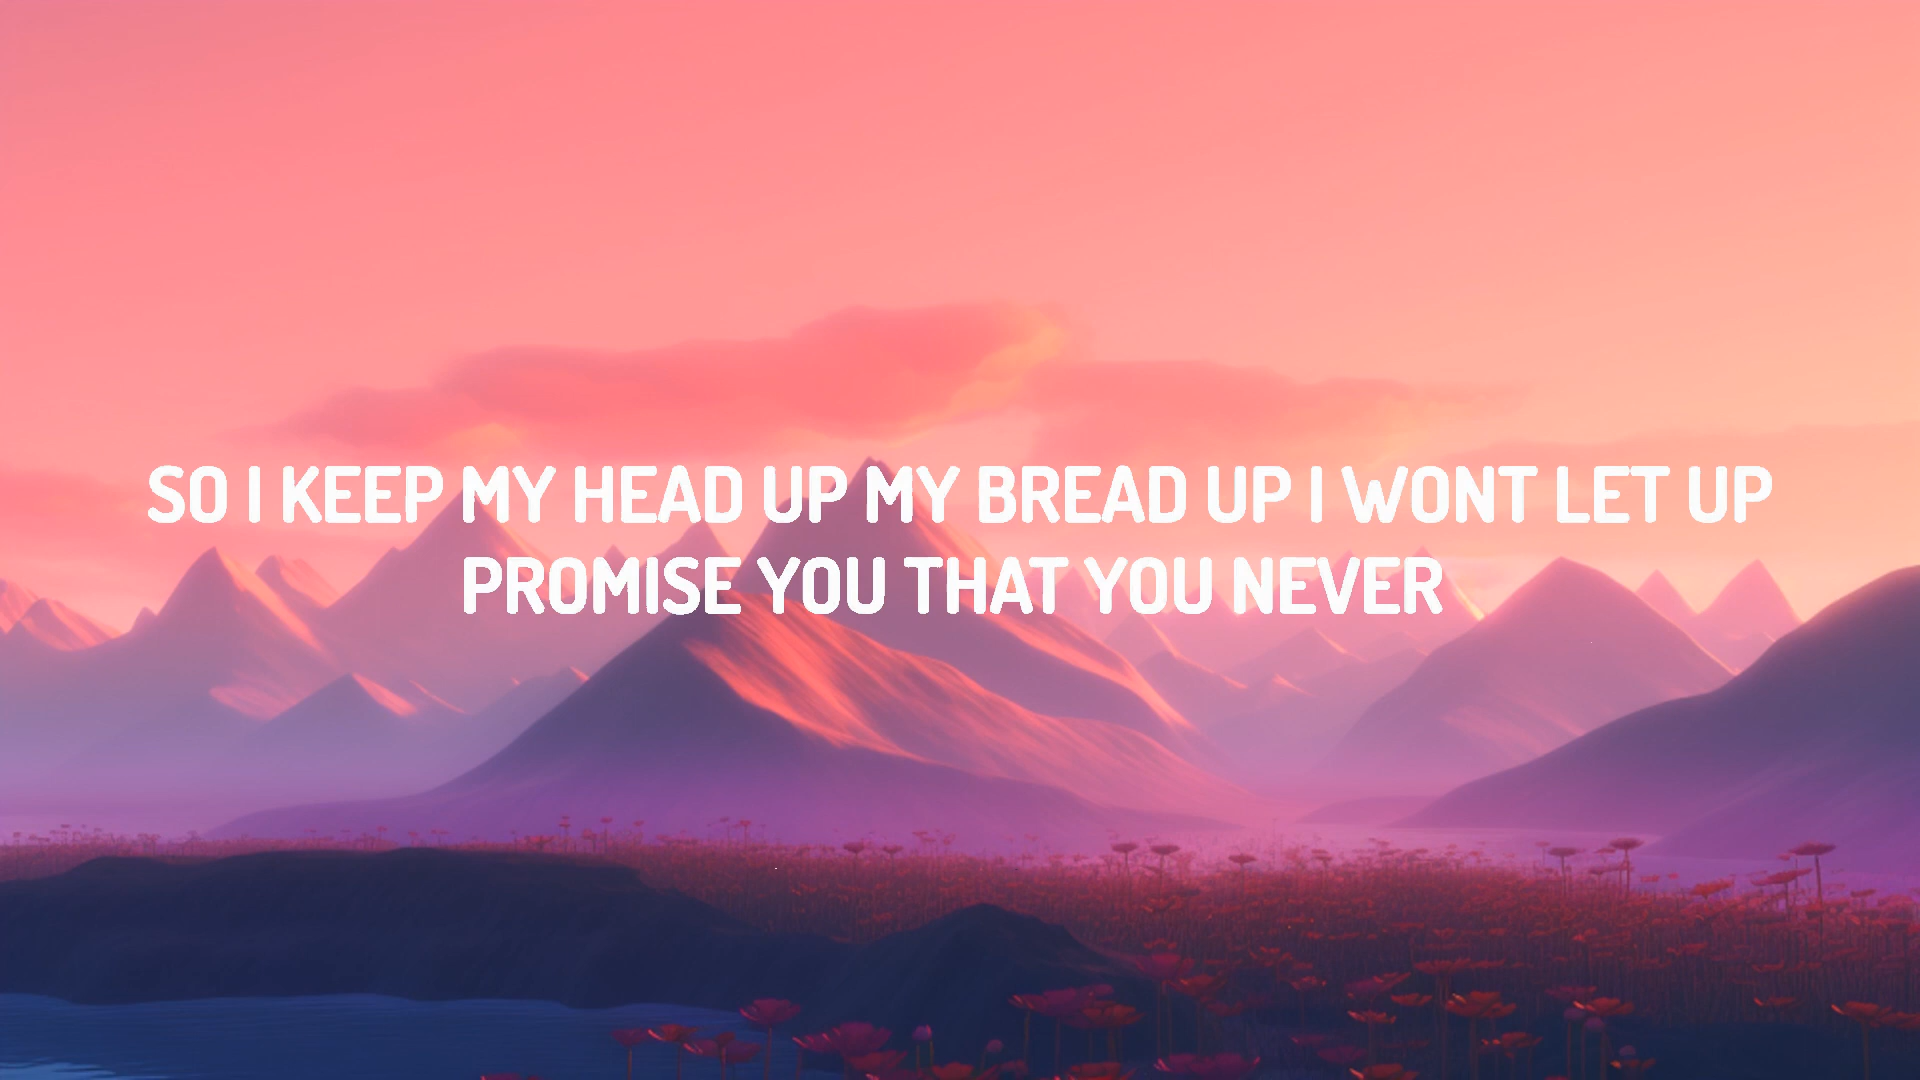 SO I KEEP MY HEAD UP MY BREAD UP I WONT LET UP
PROMISE YOU THAT YOU NEVER